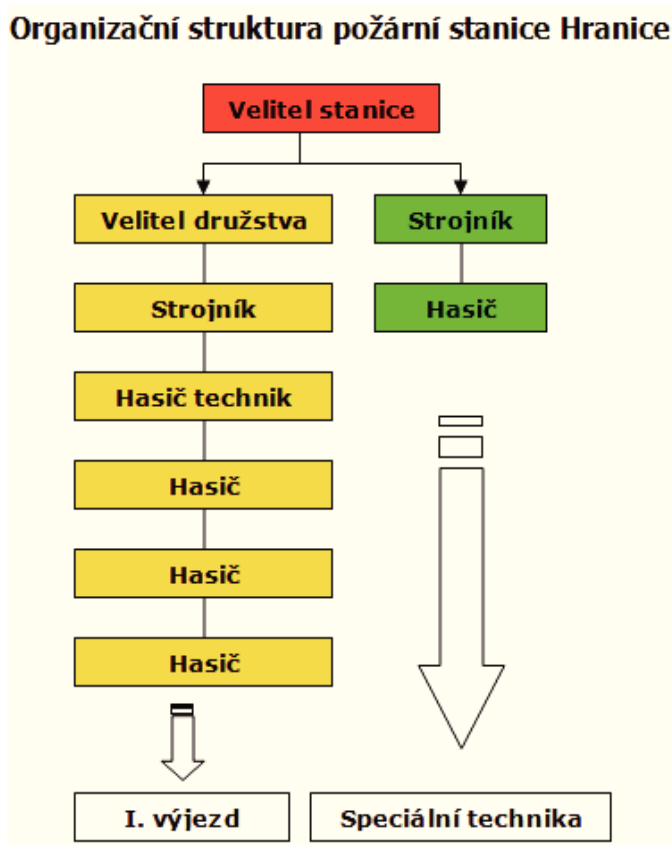 Organizační struktura požární stanice Hranice
Velitel stanice
Velitel družstva
Strojník
Strojník
Hasič
Hasič technik
Hasič
Hasič
Hasič
I. výjezd
Speciální technika